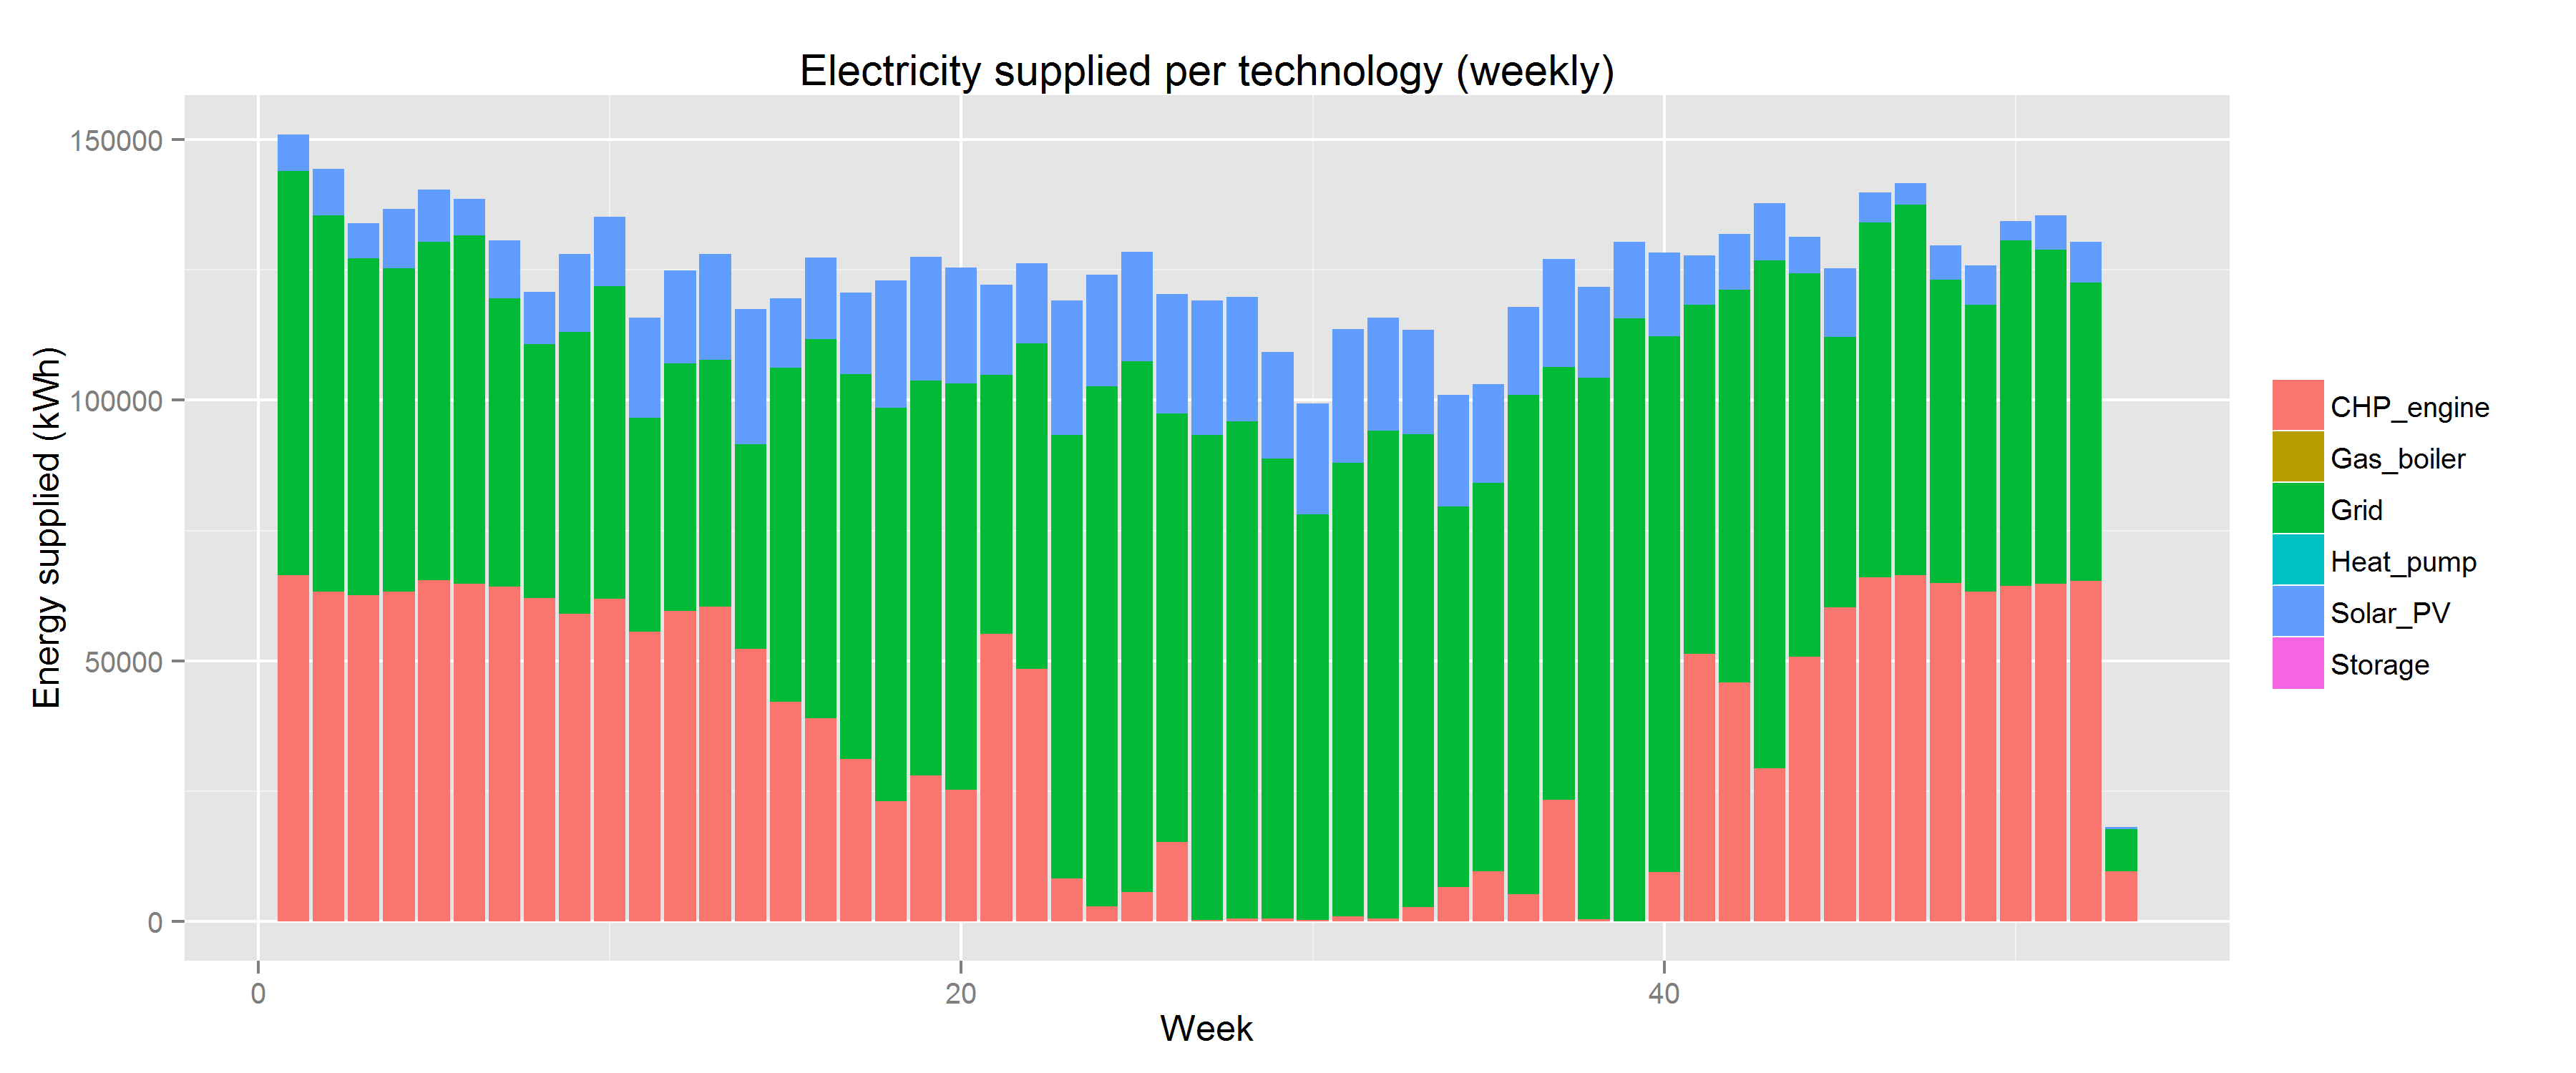 Electricity supplied per technology (weekly)
Energy supplied (kWh)
150000
100000
50000
0
0 20 40
Week
CHP_engine
Gas_boiler
Grid
Heat_pump
Solar_PV
Storage